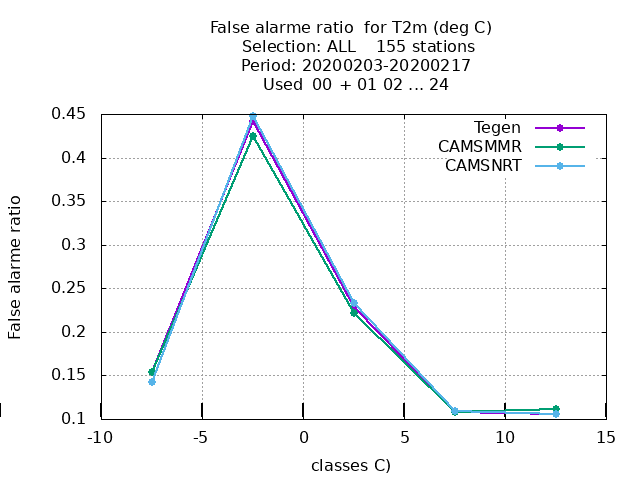 False alarme ratio  for T2m (deg C)
Selection: ALL    155 stations
Period: 20200203-20200217
Used  00  + 01 02 ... 24
0.45
0.4
0.35
0.3
0.25
0.2
0.15
0.1
False alarme ratio
Tegen
CAMSMMR
CAMSNRT
-10
-5
0
5
10
15
classes C)